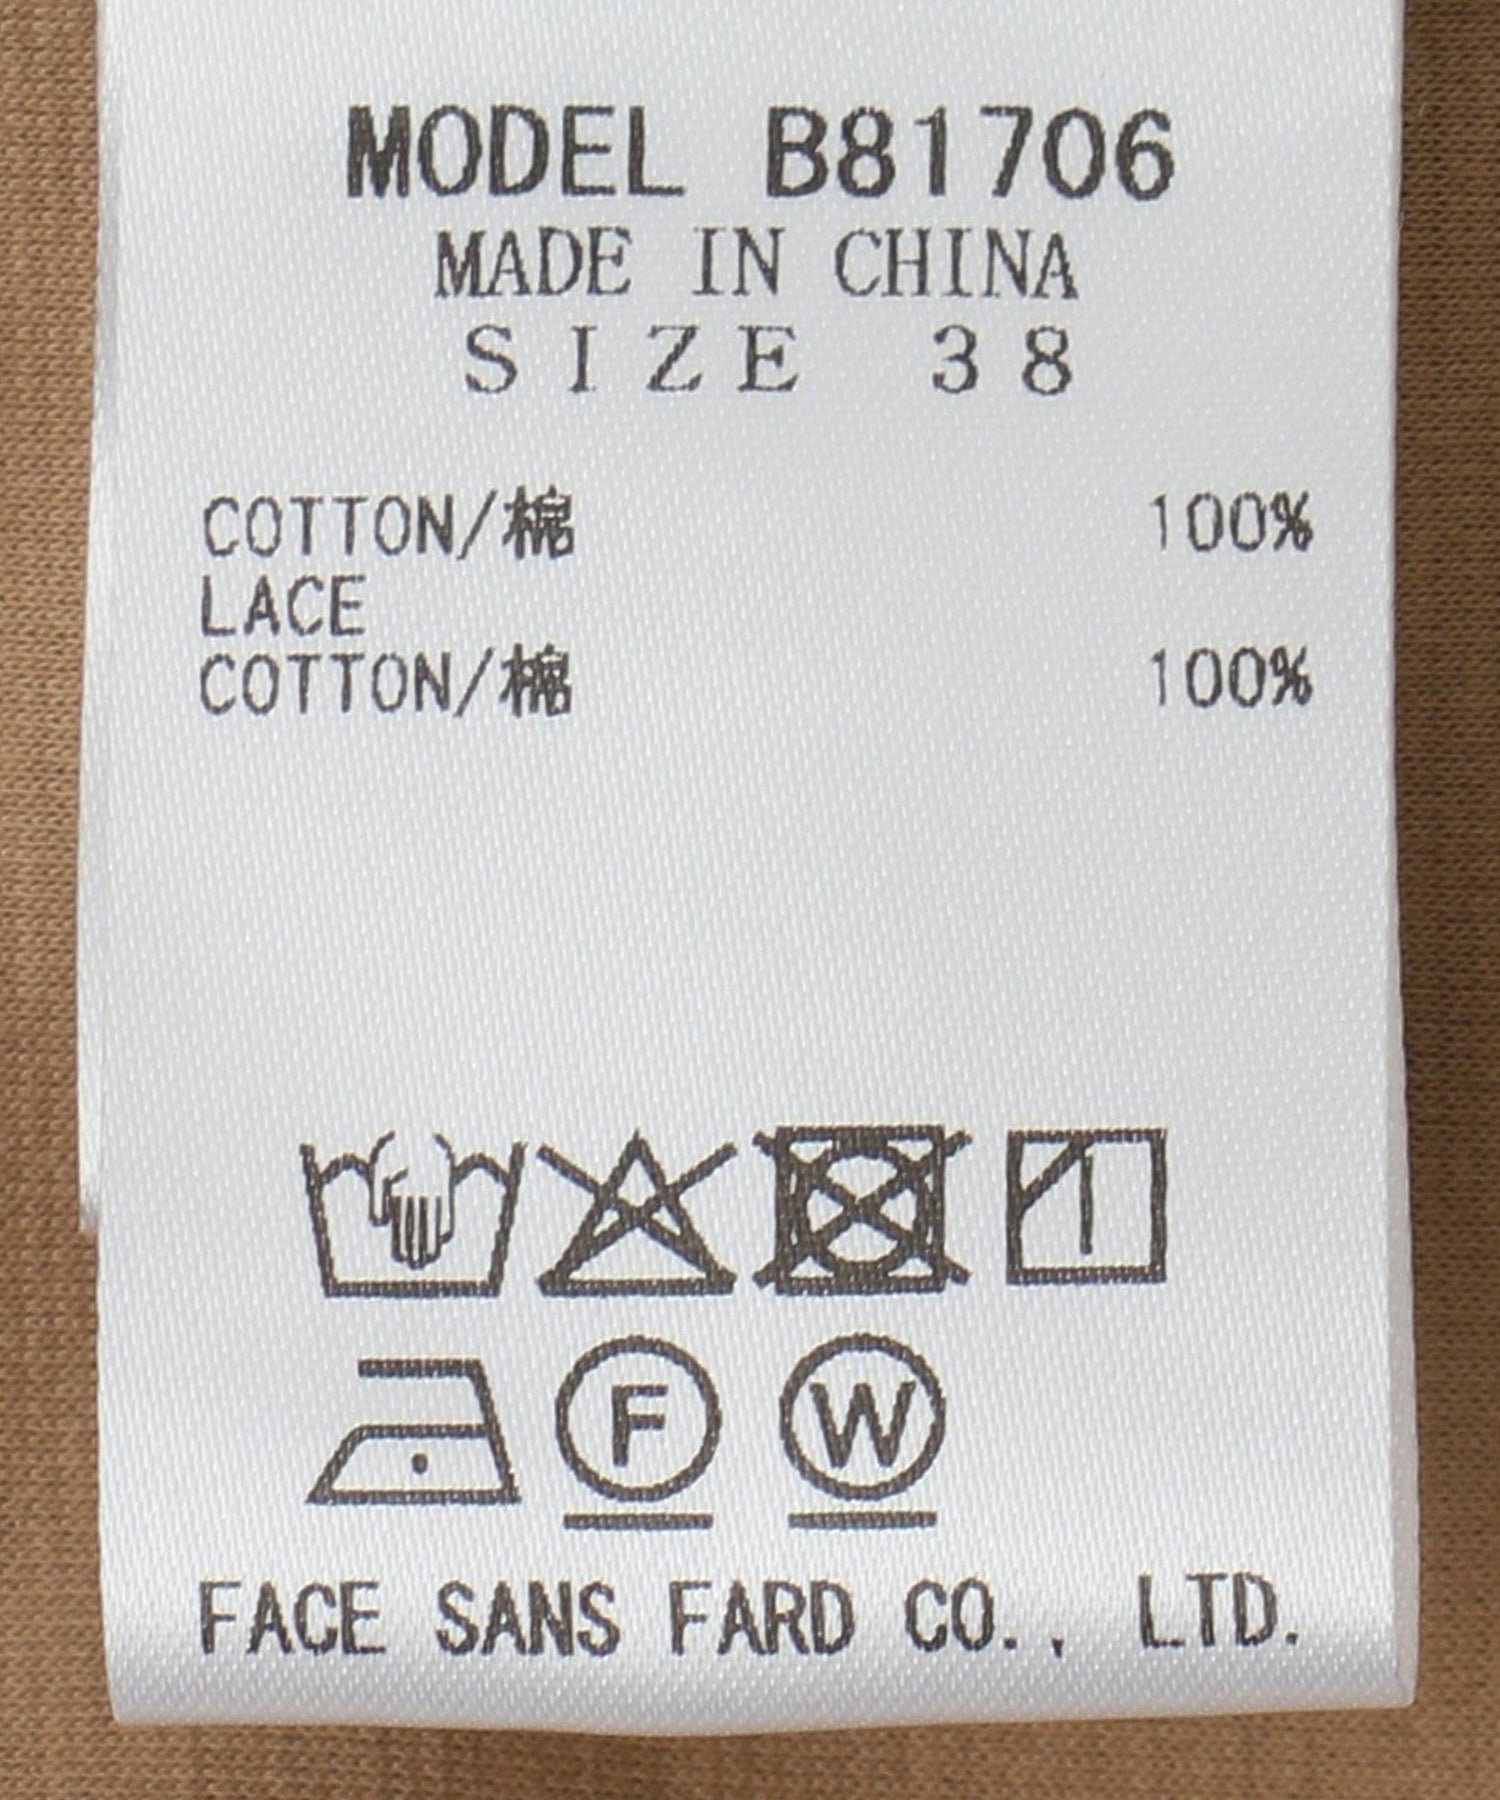 MODEL B81706
MADE IN CHINA
SIZE 38
COTTON/棉 100%
LACE
COTTON/棉 100%
F W
FACE SANS FARD CO., LTD.